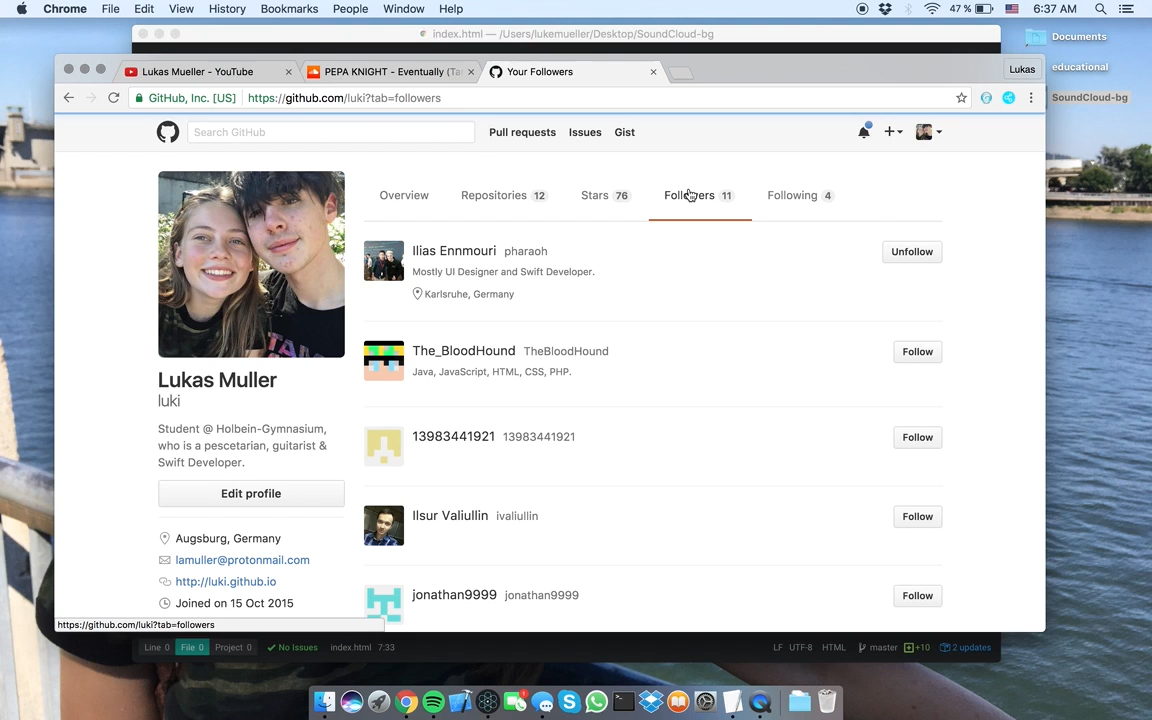 Chrome File Edit View History Bookmarks People Window Help 47 % 6:37 AM
index.html — /Users/lukemueller/Desktop/SoundCloud-bg
Documents
educational
SoundCloud-bg
Lukas Mueller - YouTube PEPA KNIGHT - Eventually (Ta Your Followers Lukas
GitHub, Inc. [US] https://github.com/luki?tab=followers
Search GitHub Pull requests Issues Gist
Overview Repositories 12 Stars 76 Followers 11 Following 4
Ilias Ennmouri pharaoh Unfollow
Mostly UI Designer and Swift Developer.
Karlsruhe, Germany
The_BloodHound TheBloodHound Follow
Java, JavaScript, HTML, CSS, PHP.
13983441921 13983441921 Follow
Ilsur Valiullin ivaliullin Follow
jonathan9999 jonathan9999 Follow
Lukas Muller
luki
Student @ Holbein-Gymnasium,
who is a pescetarian, guitarist &
Swift Developer.
Edit profile
Augsburg, Germany
lamuller@protonmail.com
http://luki.github.io
Joined on 15 Oct 2015
https://github.com/luki?tab=followers
Line 0 File 0 Project 0 No Issues index.html 7:33 LF UTF-8 HTML master +10 2 updates